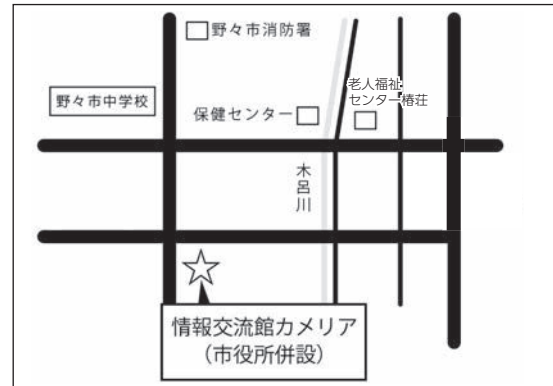 野々市消防署
野々市中学校
老人福祉
センター椿荘
保健センター
木呂川
情報交流館カメリア
（市役所併設）